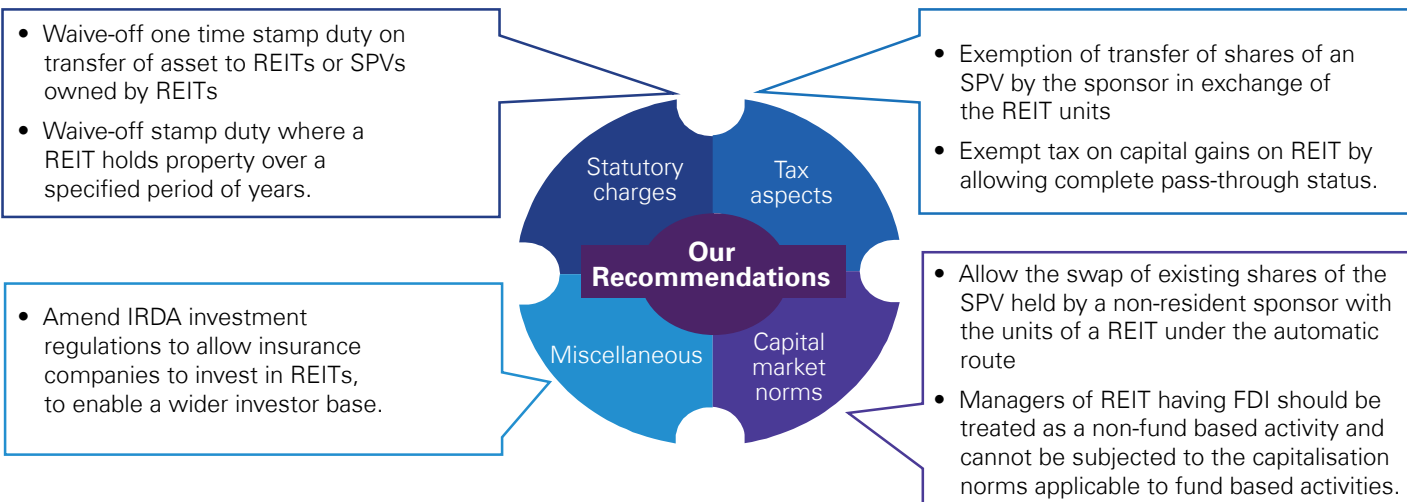 • Waive-off one time stamp duty on
transfer of asset to REITs or SPVs
owned by REITs
• Waive-off stamp duty where a
REIT holds property over a
specified period of years.
• Exemption of transfer of shares of an
SPV by the sponsor in exchange of
the REIT units
• Exempt tax on capital gains on REIT by
allowing complete pass-through status.
Statutory
charges
Tax
aspects
Our
Recommendations
Miscellaneous
Capital
market
norms
• Amend IRDA investment
regulations to allow insurance
companies to invest in REITs,
to enable a wider investor base.
• Allow the swap of existing shares of the
SPV held by a non-resident sponsor with
the units of a REIT under the automatic
route
• Managers of REIT having FDI should be
treated as a non-fund based activity and
cannot be subjected to the capitalisation
norms applicable to fund based activities.